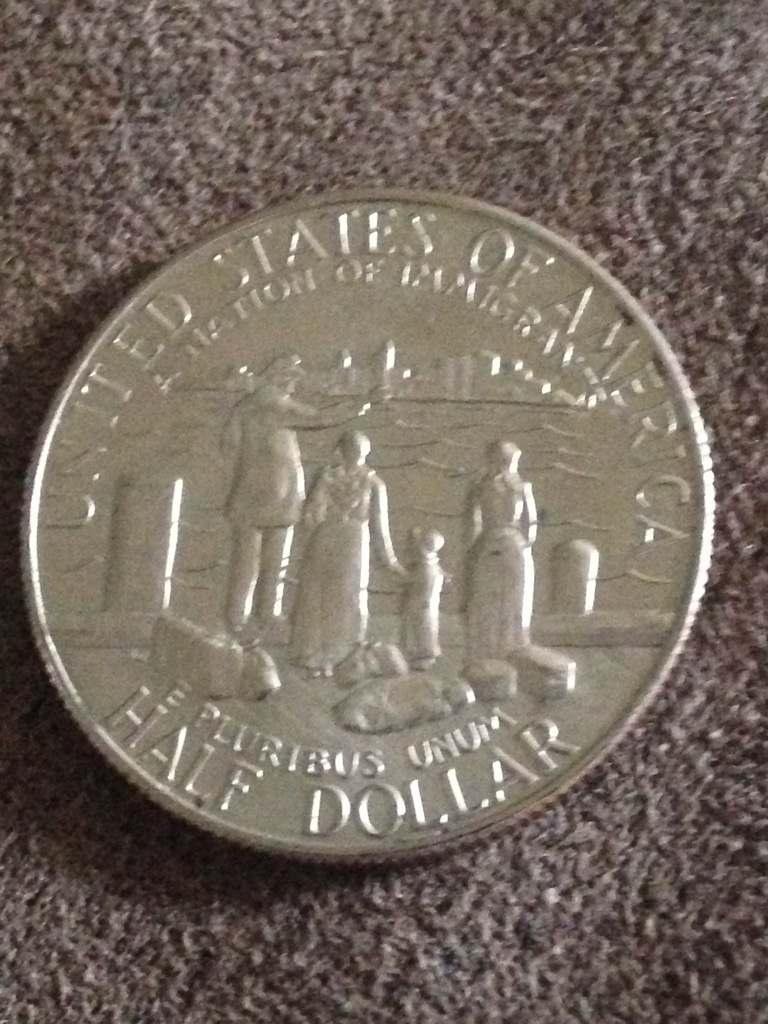 UNITED STATES OF AMERICA
A NATION OF IMMIGRANTS
E PLURIBUS UNUM
HALF DOLLAR